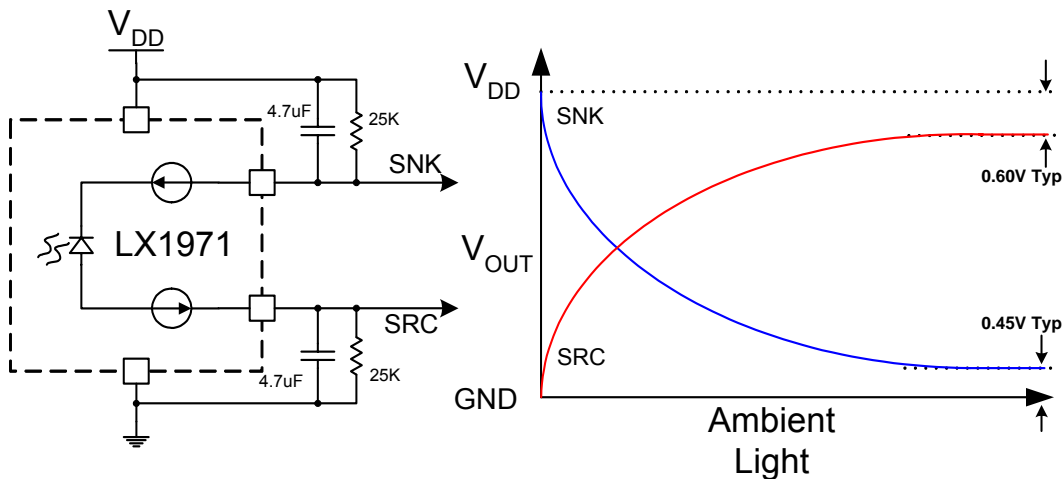 VDD
4.7uF
25K
SNK
LX1971
SRC
4.7uF
25K
VDD
SNK
0.60V Typ
VOUT
0.45V Typ
SRC
GND
Ambient
Light